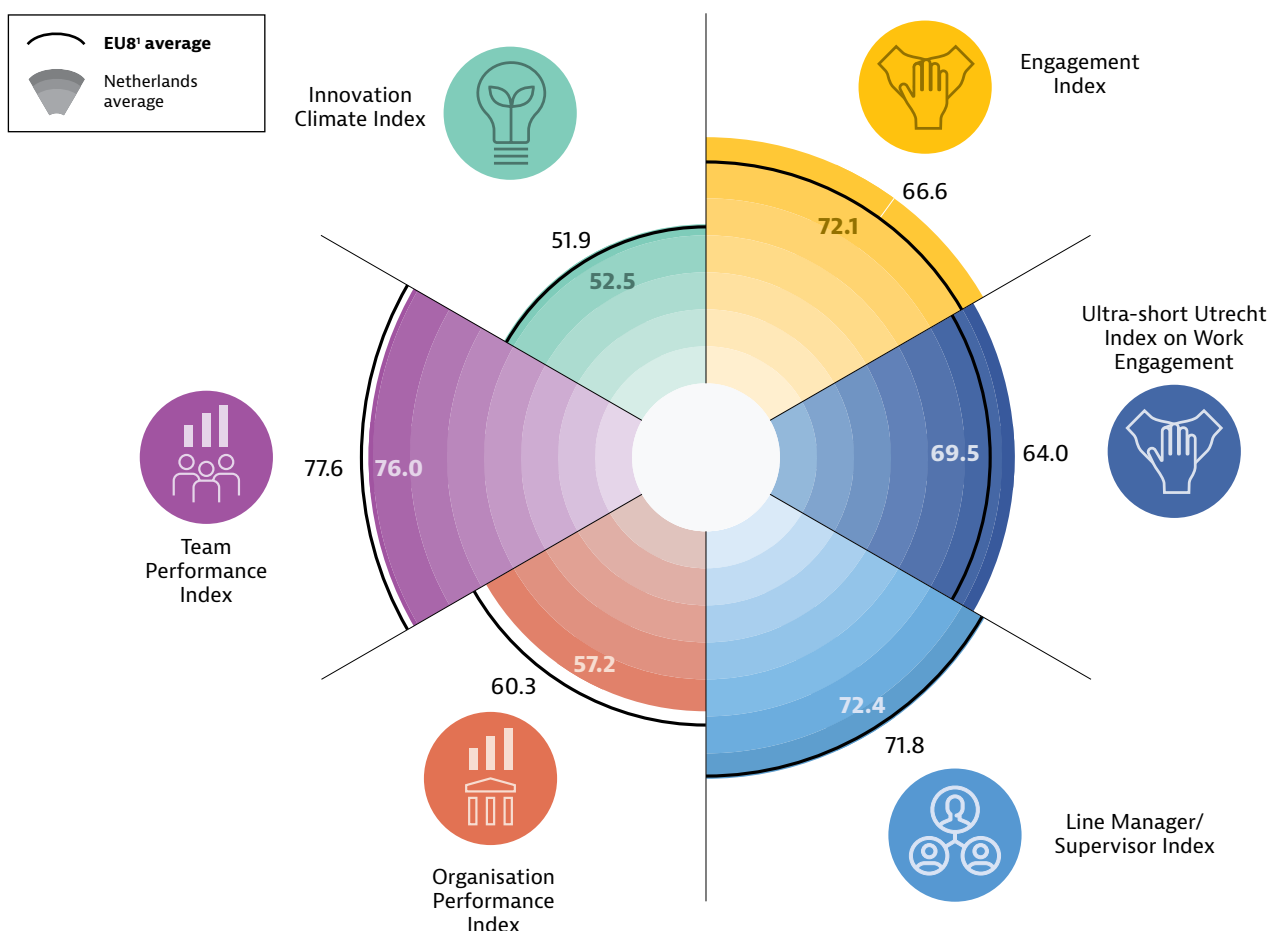 EU8¹ average
Netherlands
average
Innovation
Climate Index
51.9
52.5
Engagement
Index
66.6
72.1
Ultra-short Utrecht
Index on Work
Engagement
69.5
64.0
Team
Performance
Index
77.6
76.0
57.2
60.3
Organisation
Performance
Index
72.4
71.8
Line Manager/
Supervisor Index